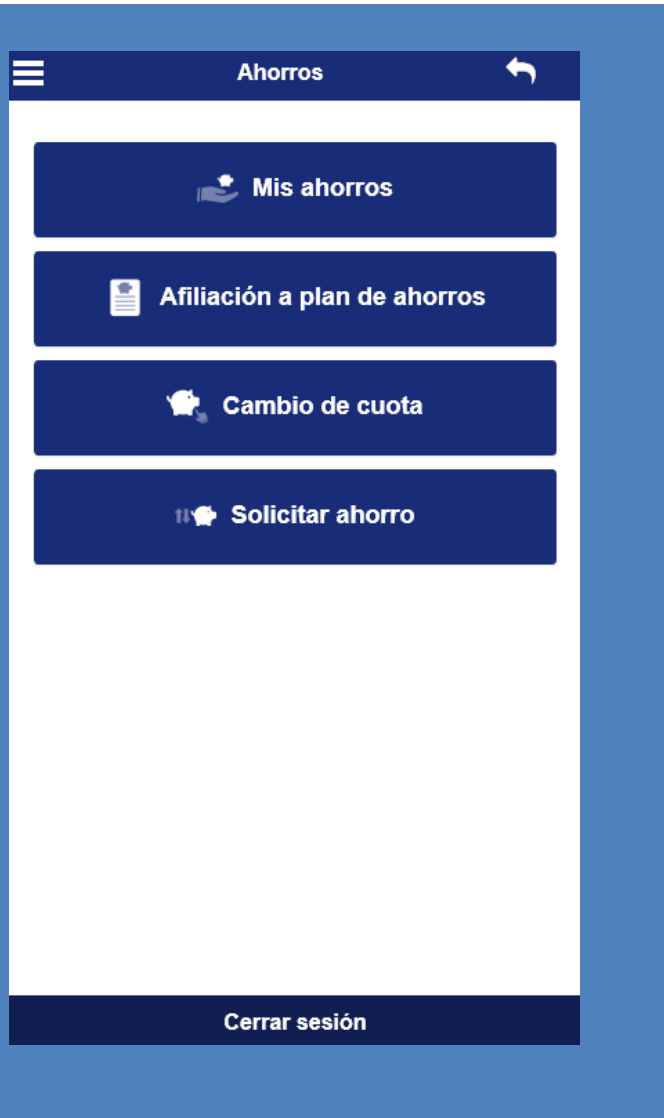 Ahorros
Mis ahorros
Afiliación a plan de ahorros
Cambio de cuota
Solicitar ahorro
Cerrar sesión